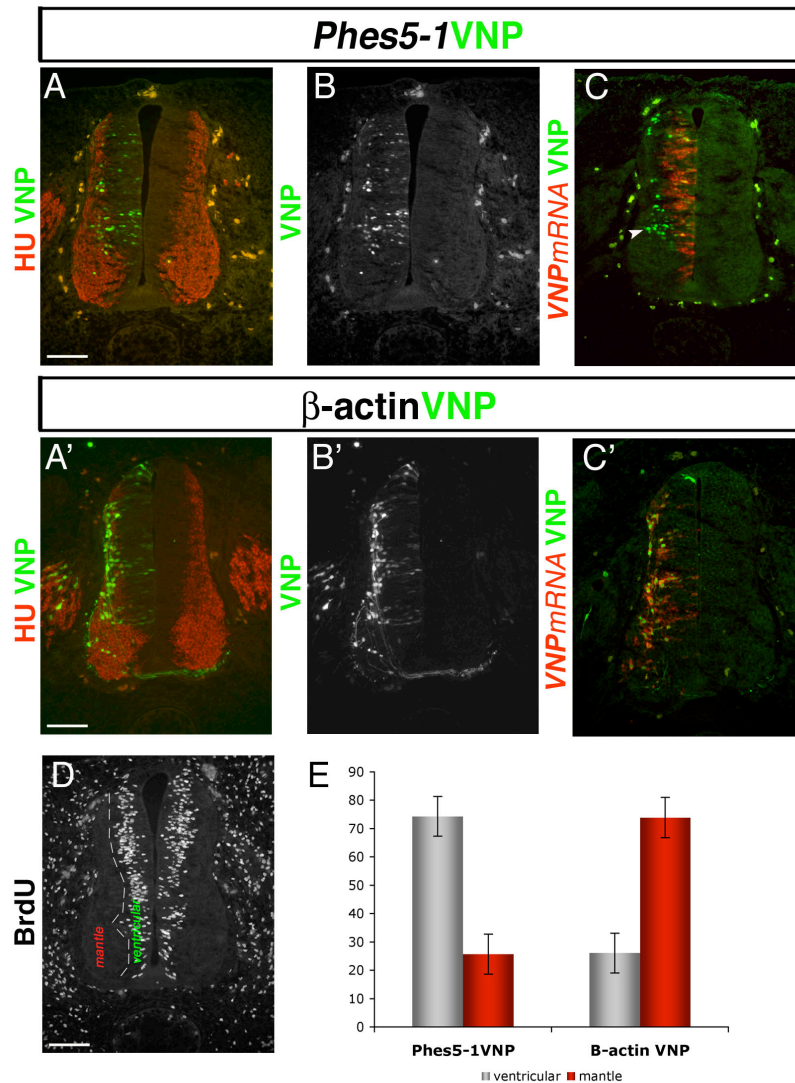 Phes5-1VNP
A
HU VNP
B
VNP
C
VNPmRNA VNP
β-actinVNP
A'
HU VNP
B'
VNP
C'
VNPmRNA VNP
D
BrdU
mantle
ventricular
E
90
80
70
60
50
40
30
20
10
0
Phes5-1VNP
B-actin VNP
ventricular mantle